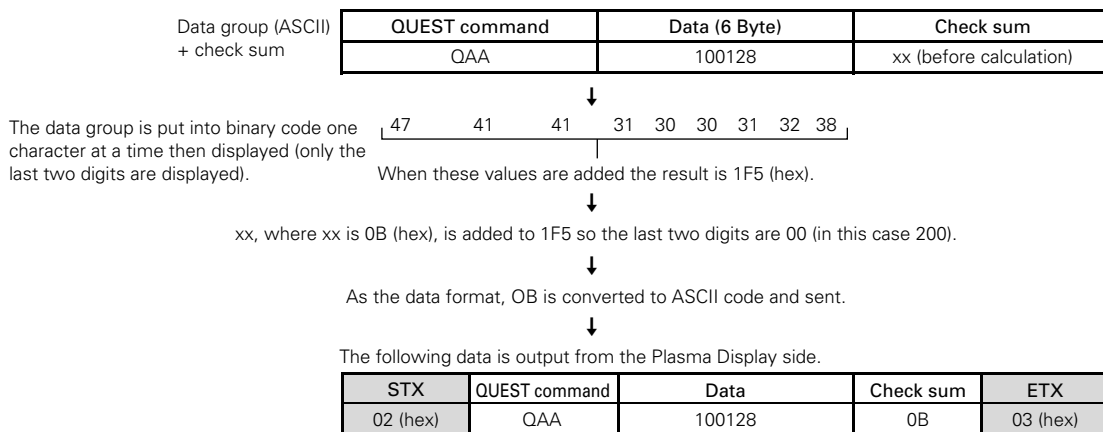 Data group (ASCII)
+ check sum
QUEST command Data (6 Byte) Check sum
QAA 100128 xx (before calculation)
The data group is put into binary code one
character at a time then displayed (only the
last two digits are displayed).
47 41 41 31 30 30 31 32 38
When these values are added the result is 1F5 (hex).
xx, where xx is 0B (hex), is added to 1F5 so the last two digits are 00 (in this case 200).
As the data format, OB is converted to ASCII code and sent.
The following data is output from the Plasma Display side.
STX QUEST command Data Check sum ETX
02 (hex) QAA 100128 0B 03 (hex)